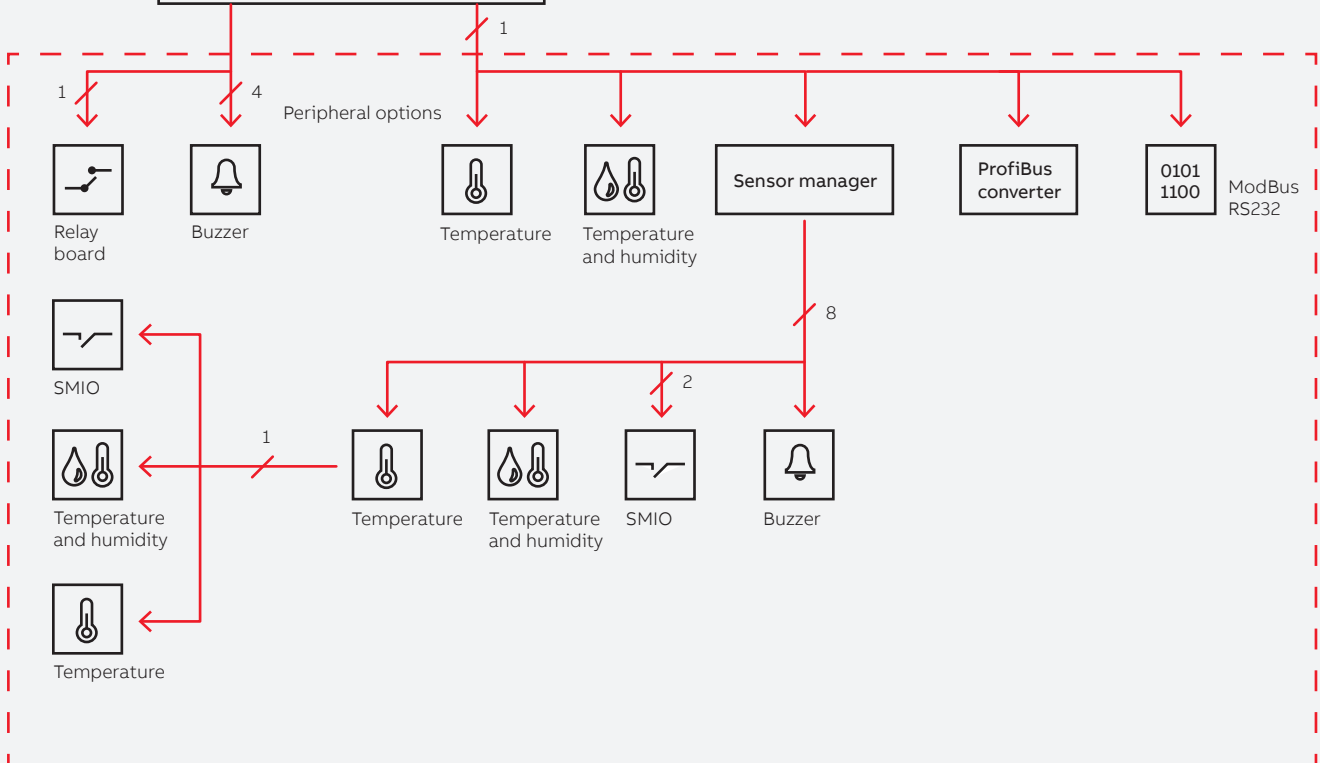 1
1
4
Peripheral options
Relay
board
Buzzer
Temperature
Temperature
and humidity
Sensor manager
ProfiBus
converter
0101
1100
ModBus
RS232
8
SMIO
2
1
Temperature
and humidity
Temperature
Temperature
and humidity
SMIO
Buzzer
Temperature